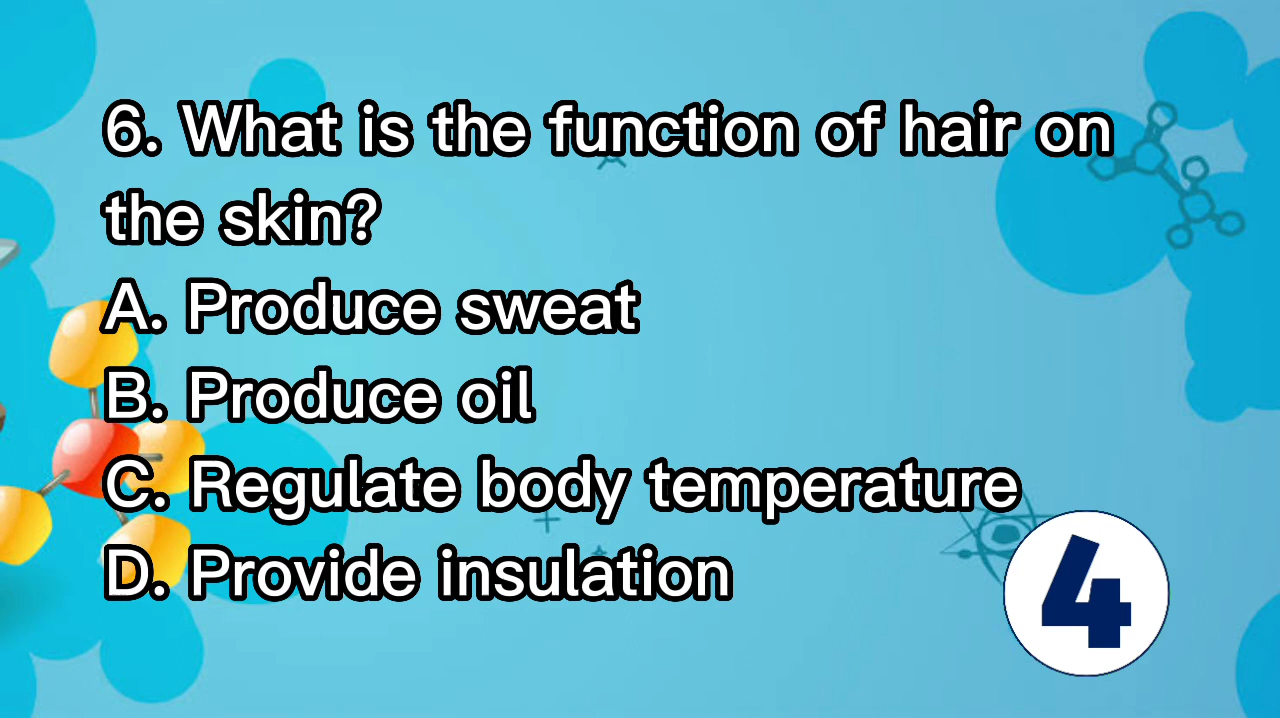 6. What is the function of hair on
the skin?
A. Produce sweat
B. Produce oil
C. Regulate body temperature
D. Provide insulation
4